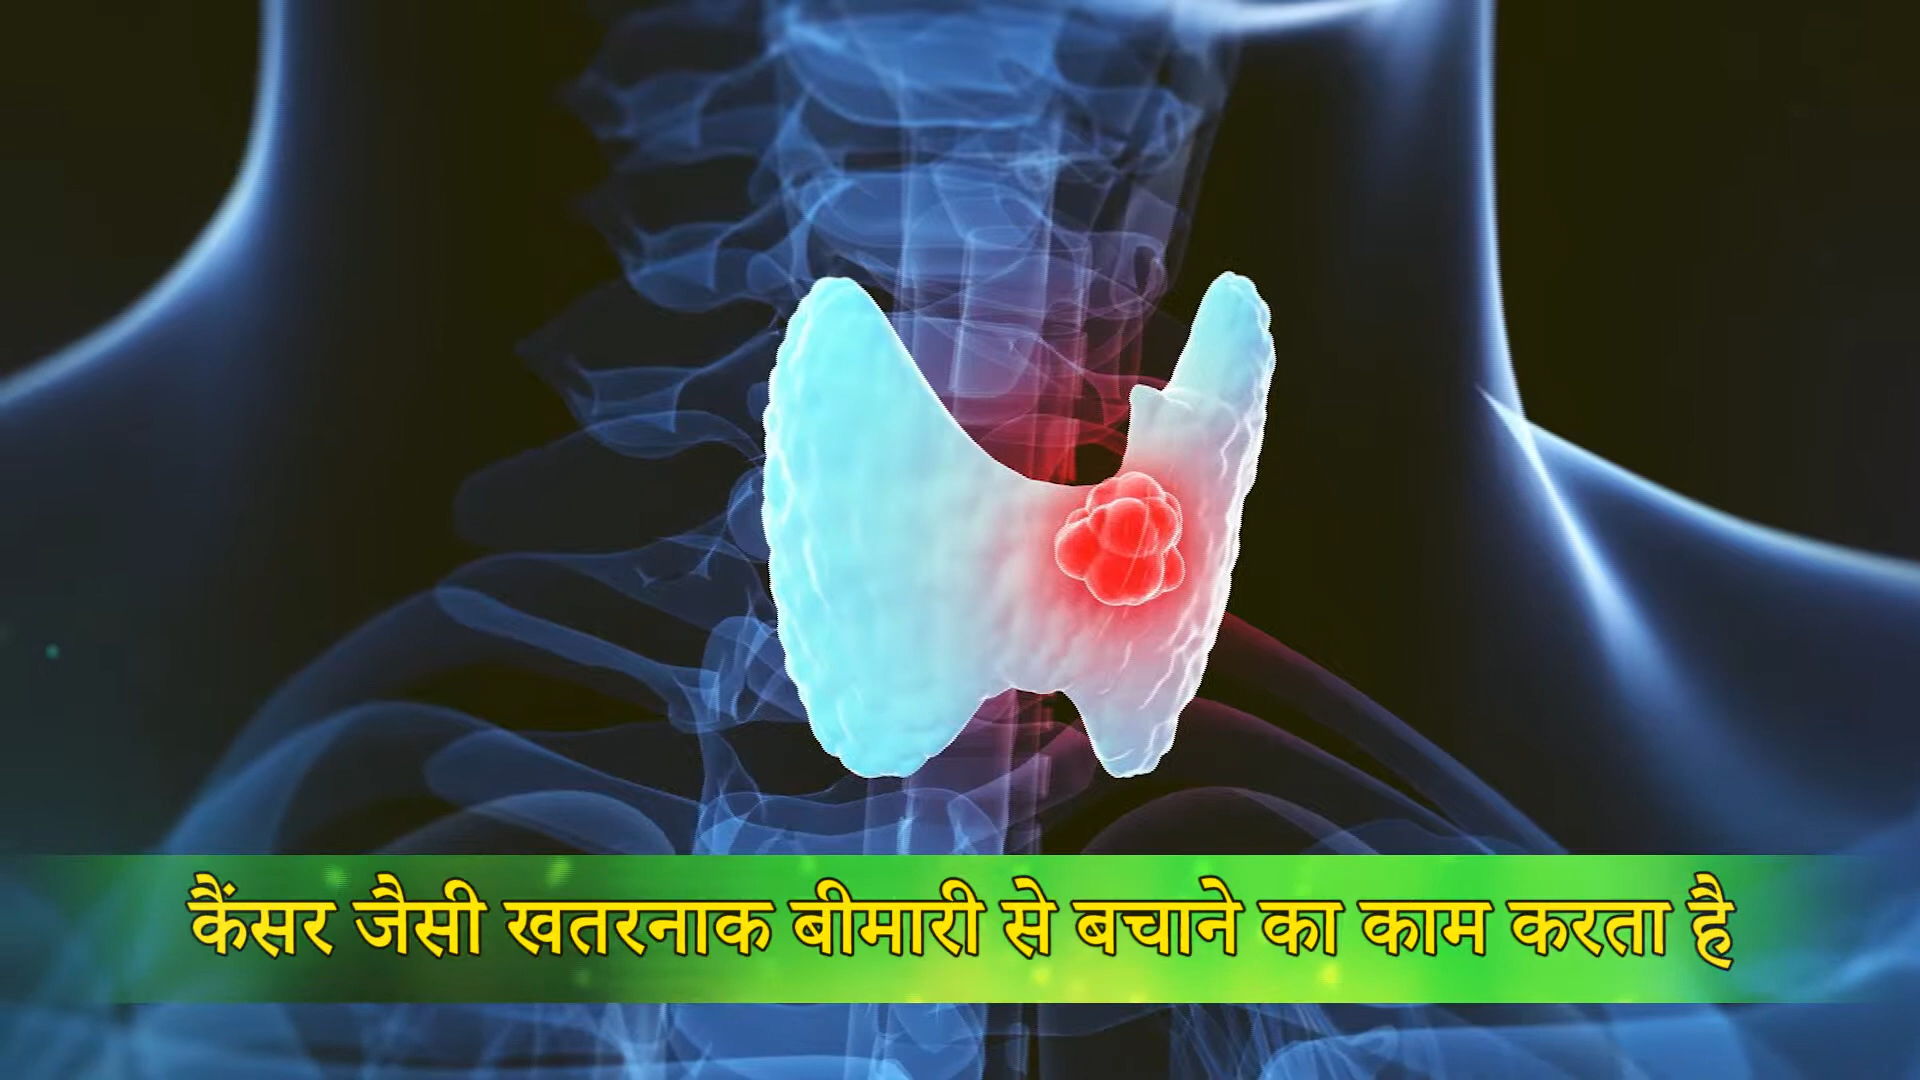 कैंसर जैसी खतरनाक बीमारी से बचाने का काम करता है